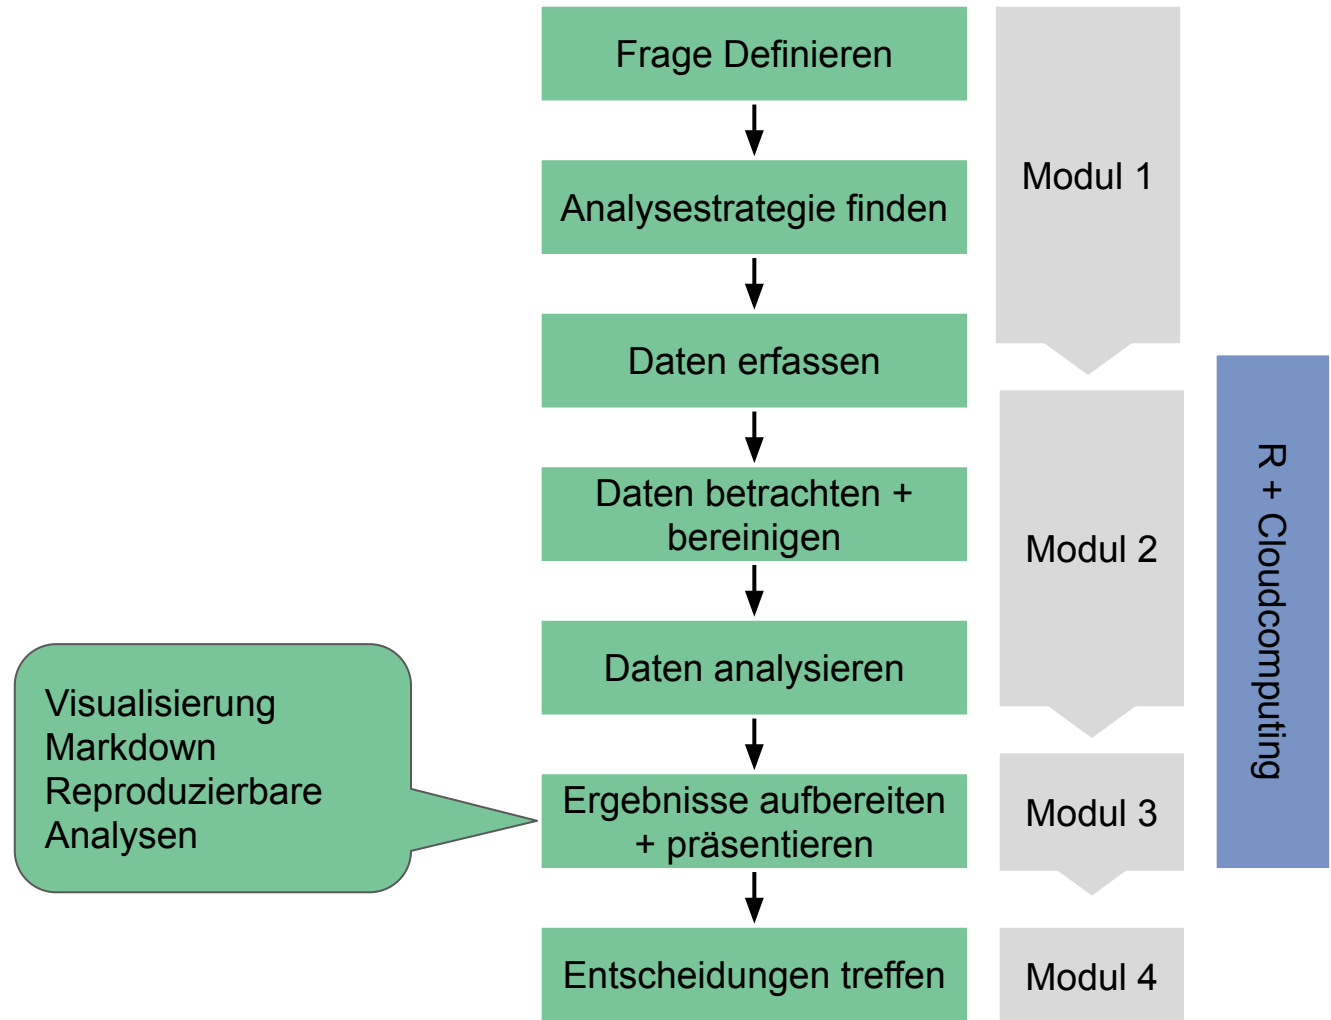 Frage Definieren
Modul 1
Analysestrategie finden
Daten erfassen
Daten betrachten +
bereinigen
Modul 2
R + Cloudcomputing
Daten analysieren
Visualisierung
Markdown
Reproduzierbare
Analysen
Ergebnisse aufbereiten
+ präsentieren
Modul 3
Entscheidungen treffen
Modul 4